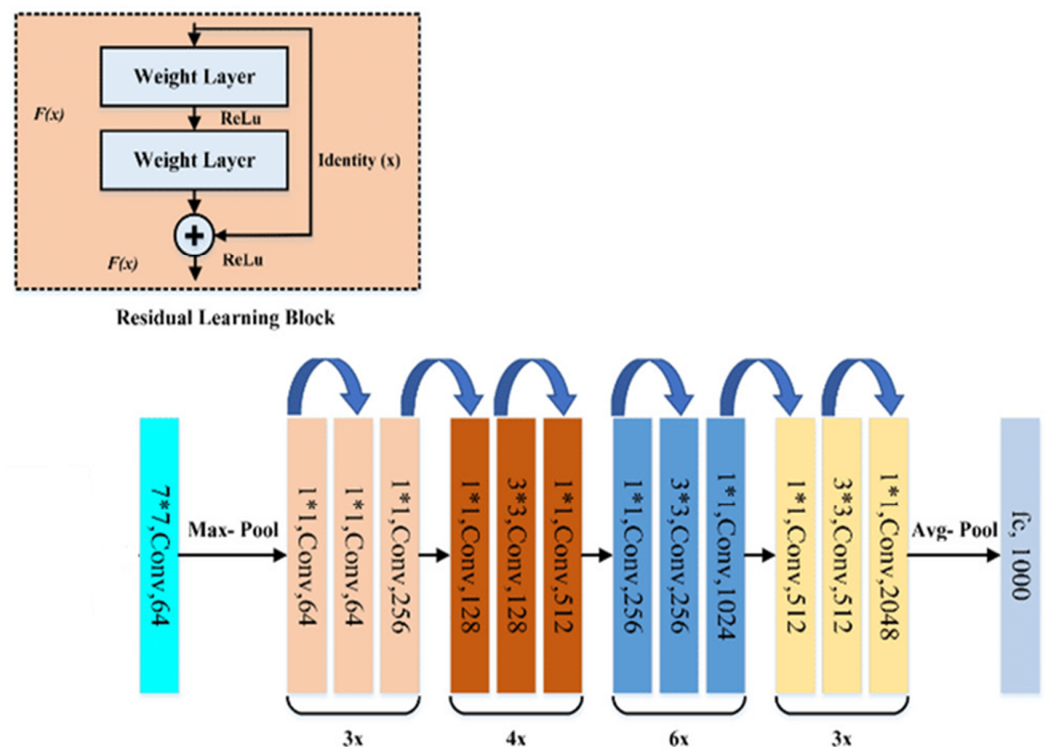 Weight Layer
F(x)
ReLu
Weight Layer
Identity (x)
F(x)
ReLu
Residual Learning Block
7*7,Conv,64
Max- Pool
1*1,Conv,64
1*1,Conv,64
1*1,Conv,256
1*1,Conv,128
3*3,Conv,128
1*1,Conv,512
1*1,Conv,256
3*3,Conv,256
1*1,Conv,1024
1*1,Conv,512
3*3,Conv,512
1*1,Conv,2048
Avg- Pool
fc, 1000
3x
4x
6x
3x